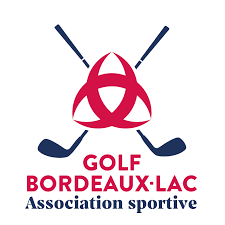 GOLF
BORDEAUX·LAC
Association sportive